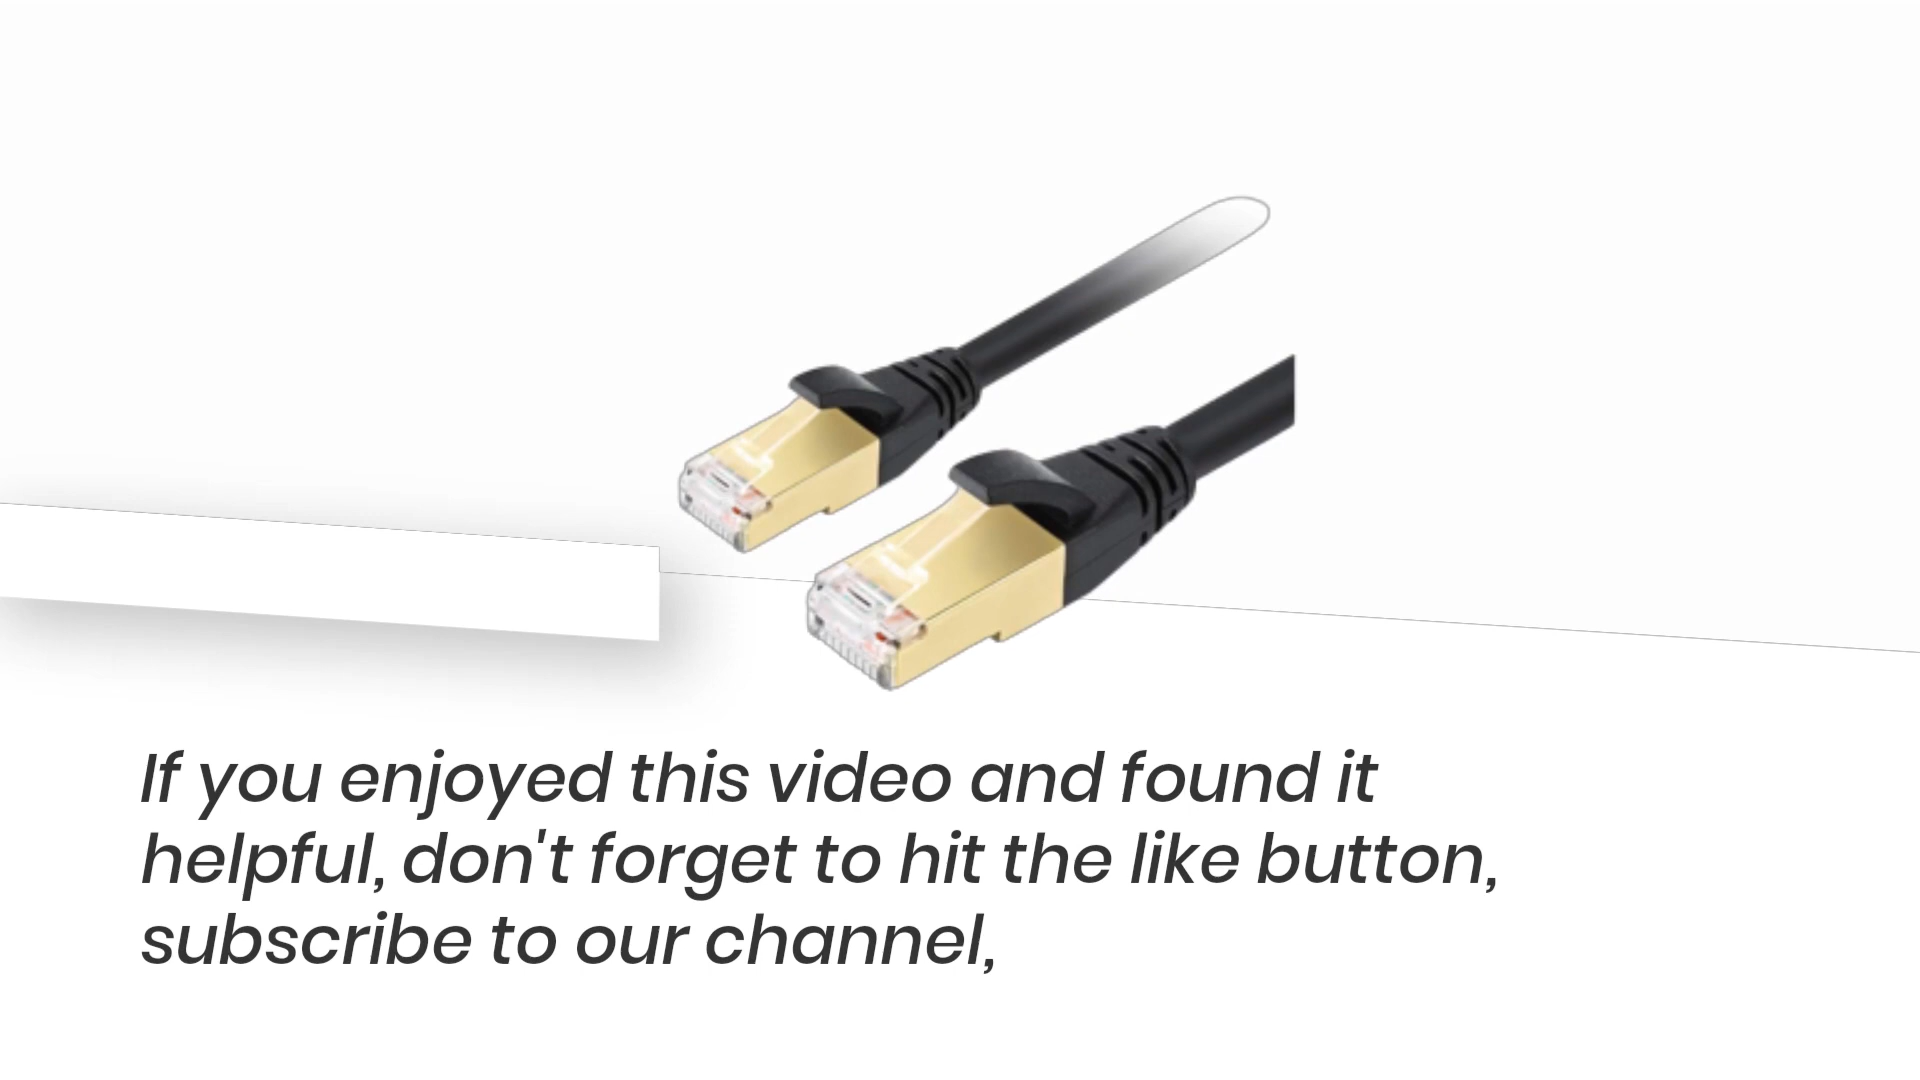 If you enjoyed this video and found it
helpful, don't forget to hit the like button,
subscribe to our channel,